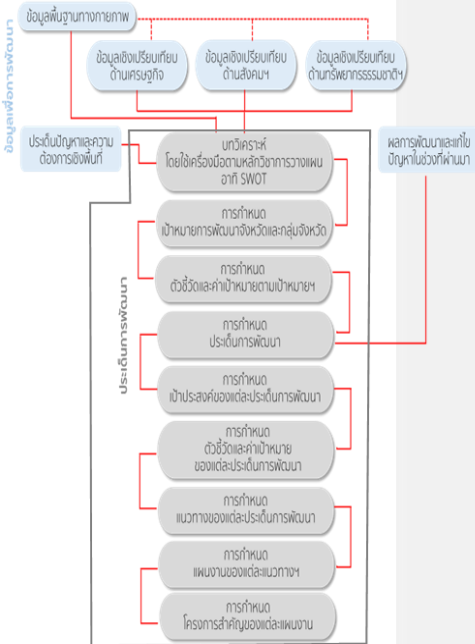 ข้อมูลเพื่อการพัฒนา
ข้อมูลพื้นฐานทางกายภาพ
ข้อมูลเชิงเปรียบเทียบ
ด้านเศรษฐกิจ
ข้อมูลเชิงเปรียบเทียบ
ด้านสังคมฯ
ข้อมูลเชิงเปรียบเทียบ
ด้านทรัพยากรธรรมชาติฯ
ประเด็นปัญหาและความ
ต้องการเชิงพื้นที่
บทวิเคราะห์
โดยใช้เครื่องมือตามหลักวิชาการวางแผน
อาทิ SWOT
ผลการพัฒนาและแก้ไข
ปัญหาในช่วงที่ผ่านมา
ประเด็นการพัฒนา
การกำหนด
เป้าหมายการพัฒนาจังหวัดและกลุ่มจังหวัด
การกำหนด
ตัวชี้วัดและค่าเป้าหมายตามเป้าหมายฯ
การกำหนด
ประเด็นการพัฒนา
การกำหนด
เป้าประสงค์ของแต่ละประเด็นการพัฒนา
การกำหนด
ตัวชี้วัดและค่าเป้าหมาย
ของแต่ละประเด็นการพัฒนา
การกำหนด
แนวทางของแต่ละประเด็นการพัฒนา
การกำหนด
แผนงานของแต่ละแนวทางฯ
การกำหนด
โครงการสำคัญของแต่ละแผนงาน